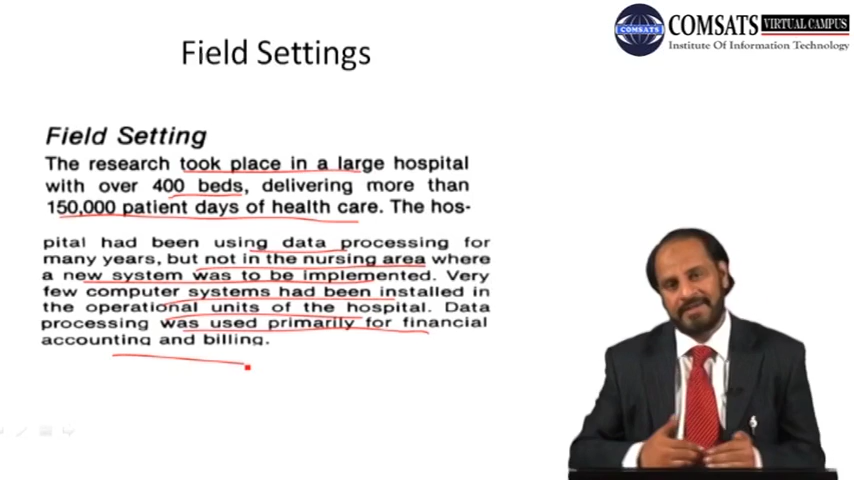 Field Settings
COMSATS VIRTUAL CAMPUS
Institute Of Information Technology
COMSATS
Field Setting
The research took place in a large hospital
with over 400 beds, delivering more than
150,000 patient days of health care. The hos-
pital had been using data processing for
many years, but not in the nursing area where
a new system was to be implemented. Very
few computer systems had been installed in
the operational units of the hospital. Data
processing was used primarily for financial
accounting and billing.